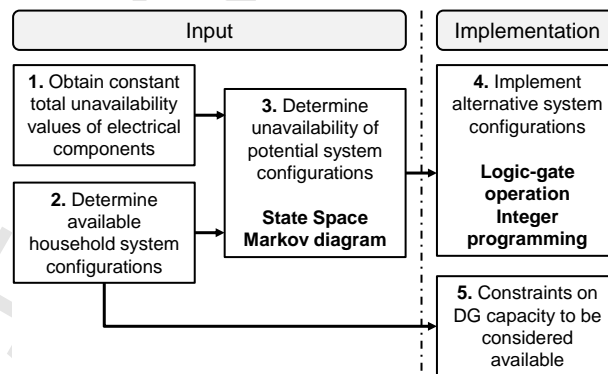 Input
Implementation
1. Obtain constant
total unavailability
values of electrical
components
2. Determine
available
household system
configurations
3. Determine
unavailability of
potential system
configurations
State Space
Markov diagram
4. Implement
alternative system
configurations
Logic-gate
operation
Integer
programming
5. Constraints on
DG capacity to be
considered
available